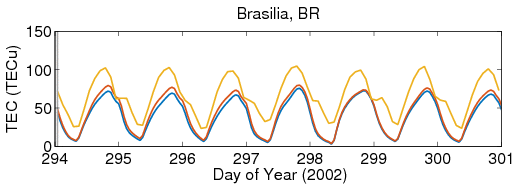 Brasilia, BR
150
100
50
0
TEC (TECu)
294 295 296 297 298 299 300 301
Day of Year (2002)